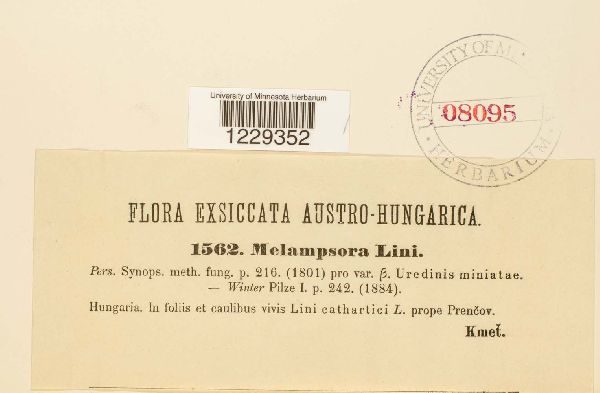 UNIVERSITY OF M
HERBARIUM
08095
University of Minnesota Herbarium
1229352
FLORA EXSICCATA AUSTRO-HUNGARICA.
1562. Melampsora Lini.
Pers. Synops. meth. fung. p. 216. (1801) pro var. β. Uredinis miniatae.
— Winter Pilze I. p. 242. (1884).
Hungaria. In foliis et caulibus vivis Lini cathartici L. prope Prenčov.
Kmeť.